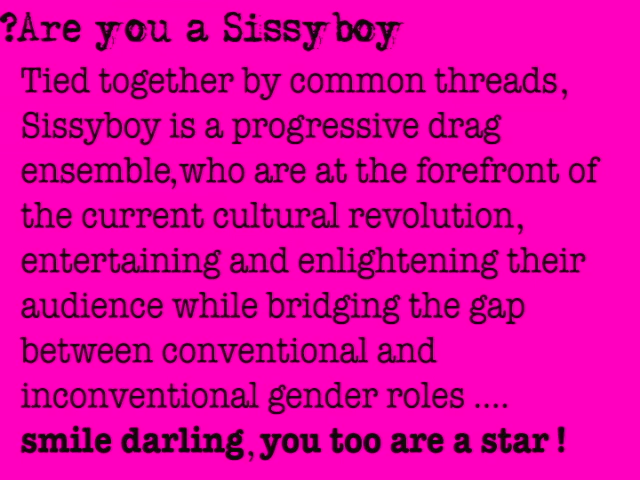 ?Are you a Sissyboy
Tied together by common threads,
Sissyboy is a progressive drag
ensemble,who are at the forefront of
the current cultural revolution,
entertaining and enlightening their
audience while bridging the gap
between conventional and
inconventional gender roles ....
smile darling, you too are a star !